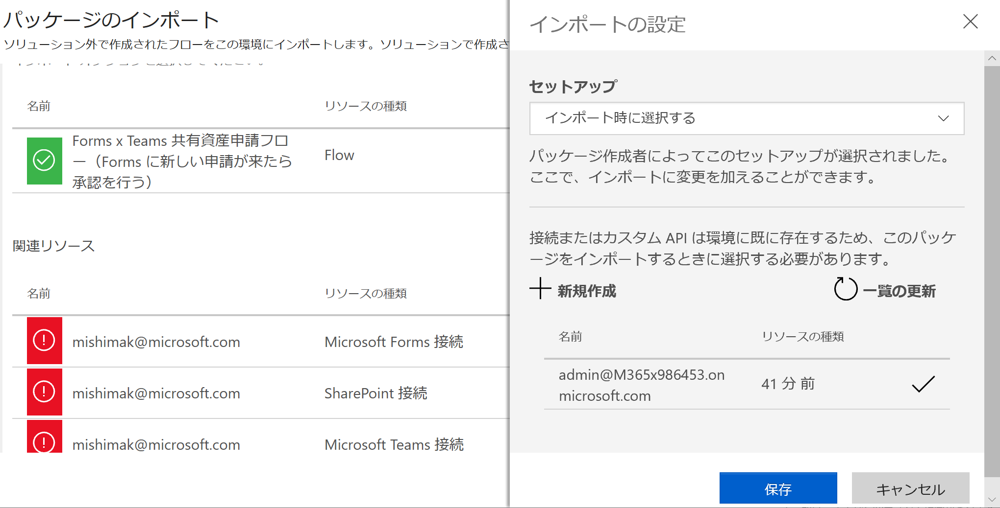 パッケージのインポート
ソリューション外で作成されたフローをこの環境にインポートします。ソリューションで作成さ
名前
リソースの種類
Forms x Teams 共有資産申請フロ
ー（Forms に新しい申請が来たら
承認を行う）
Flow
関連リソース
名前
リソースの種類
mishimak@microsoft.com
Microsoft Forms 接続
mishimak@microsoft.com
SharePoint 接続
mishimak@microsoft.com
Microsoft Teams 接続
インポートの設定
セットアップ
インポート時に選択する
パッケージ作成者によってこのセットアップが選択されました。
ここで、インポートに変更を加えることができます。
接続またはカスタム API は環境に既に存在するため、このパッケ
ージをインポートするときに選択する必要があります。
新規作成
一覧の更新
名前
リソースの種類
admin@M365x986453.on
microsoft.com
41 分 前
保存
キャンセル